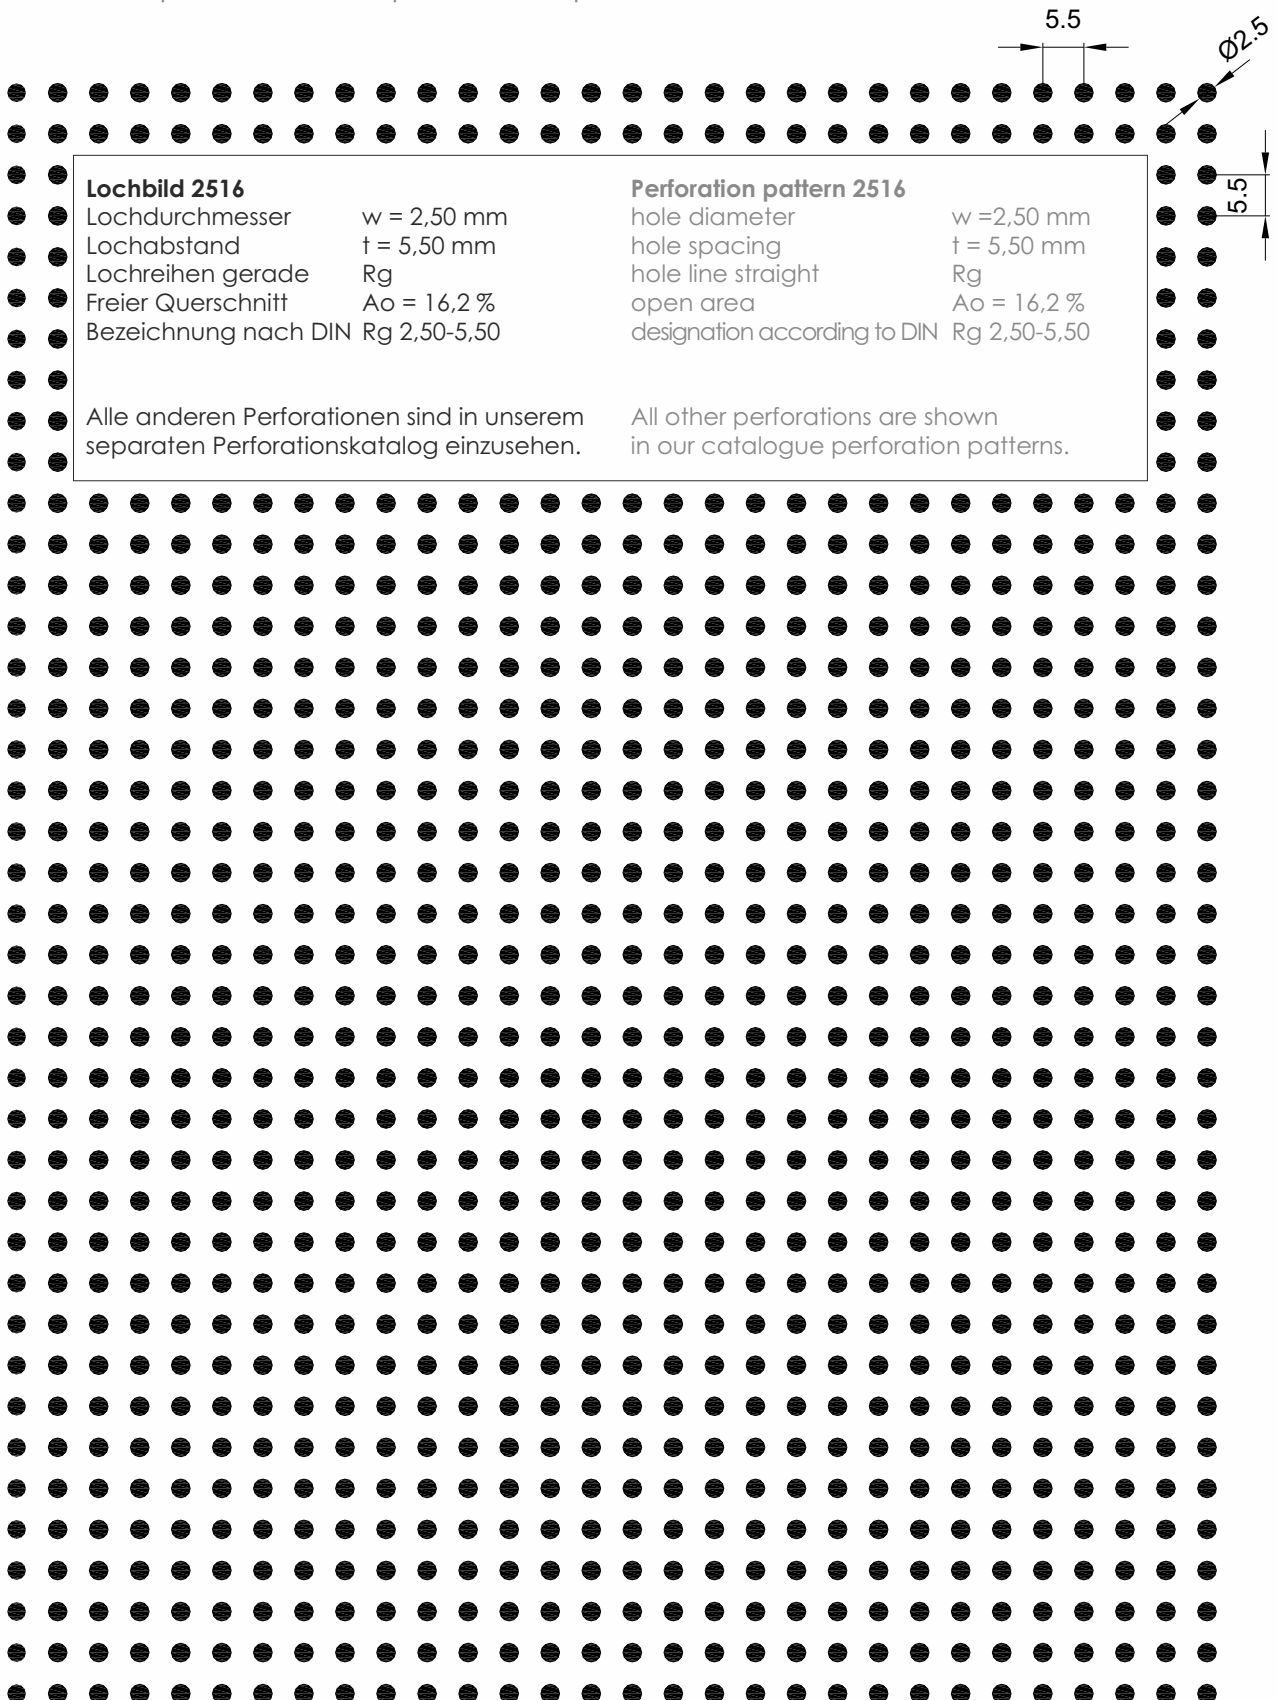 5.5
Ø2.5
5.5
Lochbild 2516
Lochdurchmesser w = 2,50 mm
Lochabstand t = 5,50 mm
Lochreihen gerade Rg
Freier Querschnitt Ao = 16,2 %
Bezeichnung nach DIN Rg 2,50-5,50
Alle anderen Perforationen sind in unserem
separaten Perforationskatalog einzusehen.
Perforation pattern 2516
hole diameter w =2,50 mm
hole spacing t = 5,50 mm
hole line straight Rg
open area Ao = 16,2 %
designation according to DIN Rg 2,50-5,50
All other perforations are shown
in our catalogue perforation patterns.